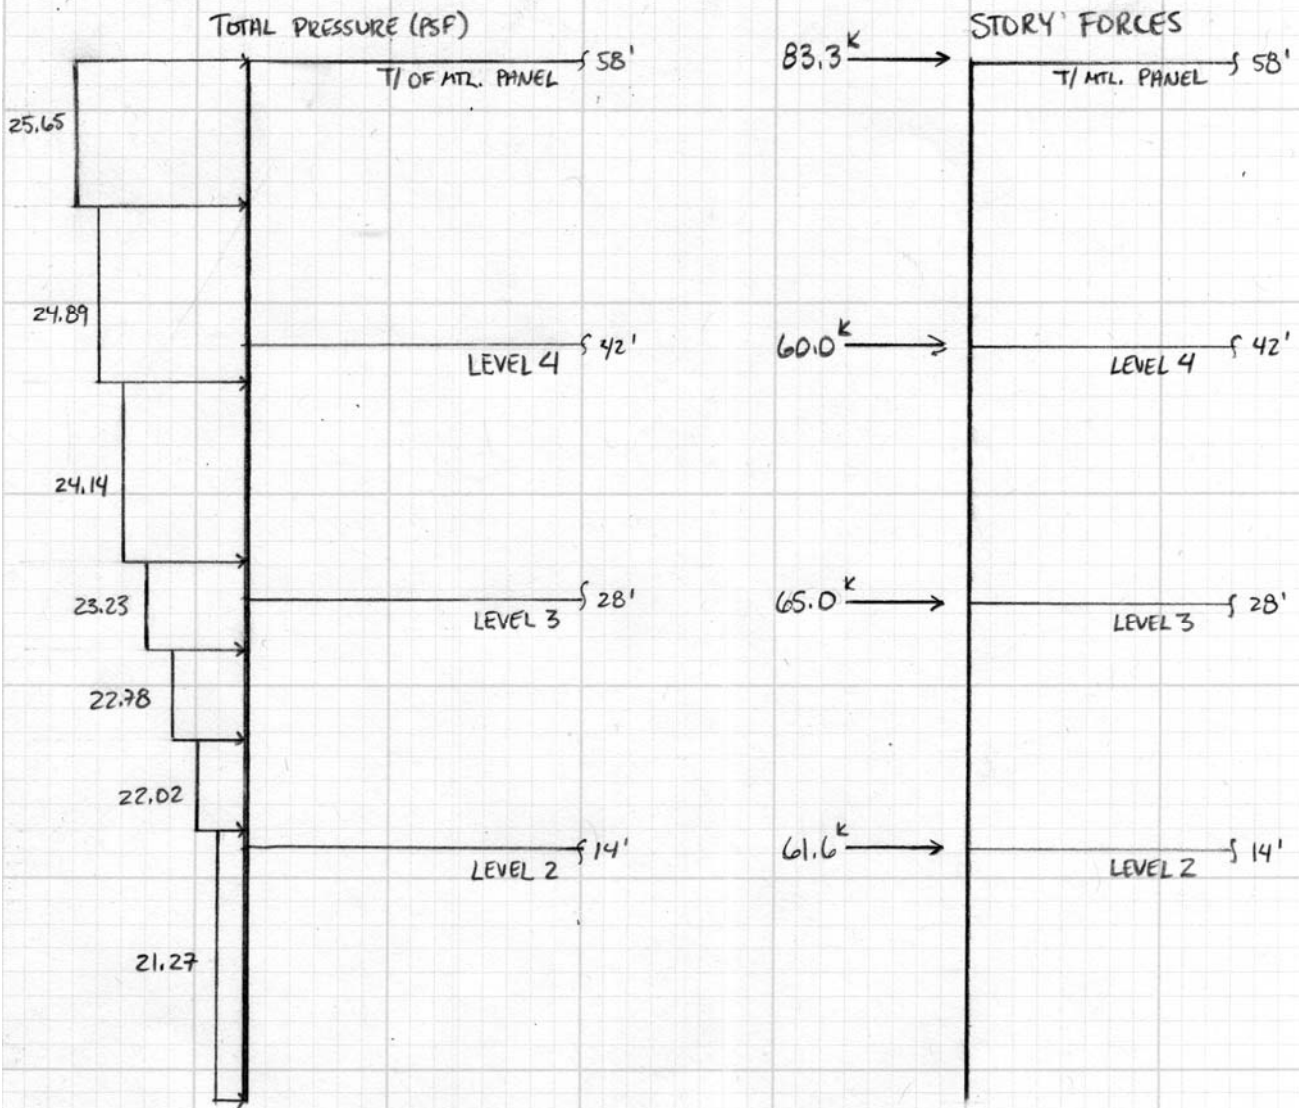 TOTAL PRESSURE (PSF)
T/ OF MTL. PANEL
58'
25.65
24.89
LEVEL 4
42'
24.14
23.23
LEVEL 3
28'
22.78
22.02
LEVEL 2
14'
21.27
STORY FORCES
83.3ᴷ
T/ MTL. PANEL
58'
60.0ᴷ
LEVEL 4
42'
65.0ᴷ
LEVEL 3
28'
61.6ᴷ
LEVEL 2
14'